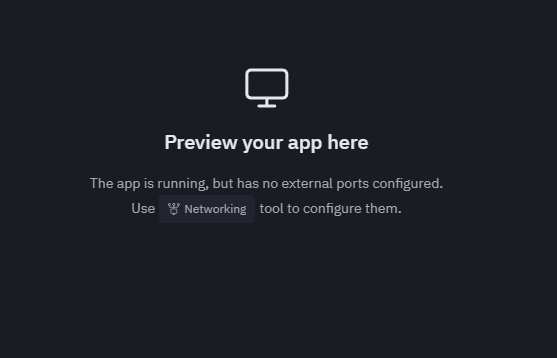 Preview your app here
The app is running, but has no external ports configured.
Use Networking tool to configure them.